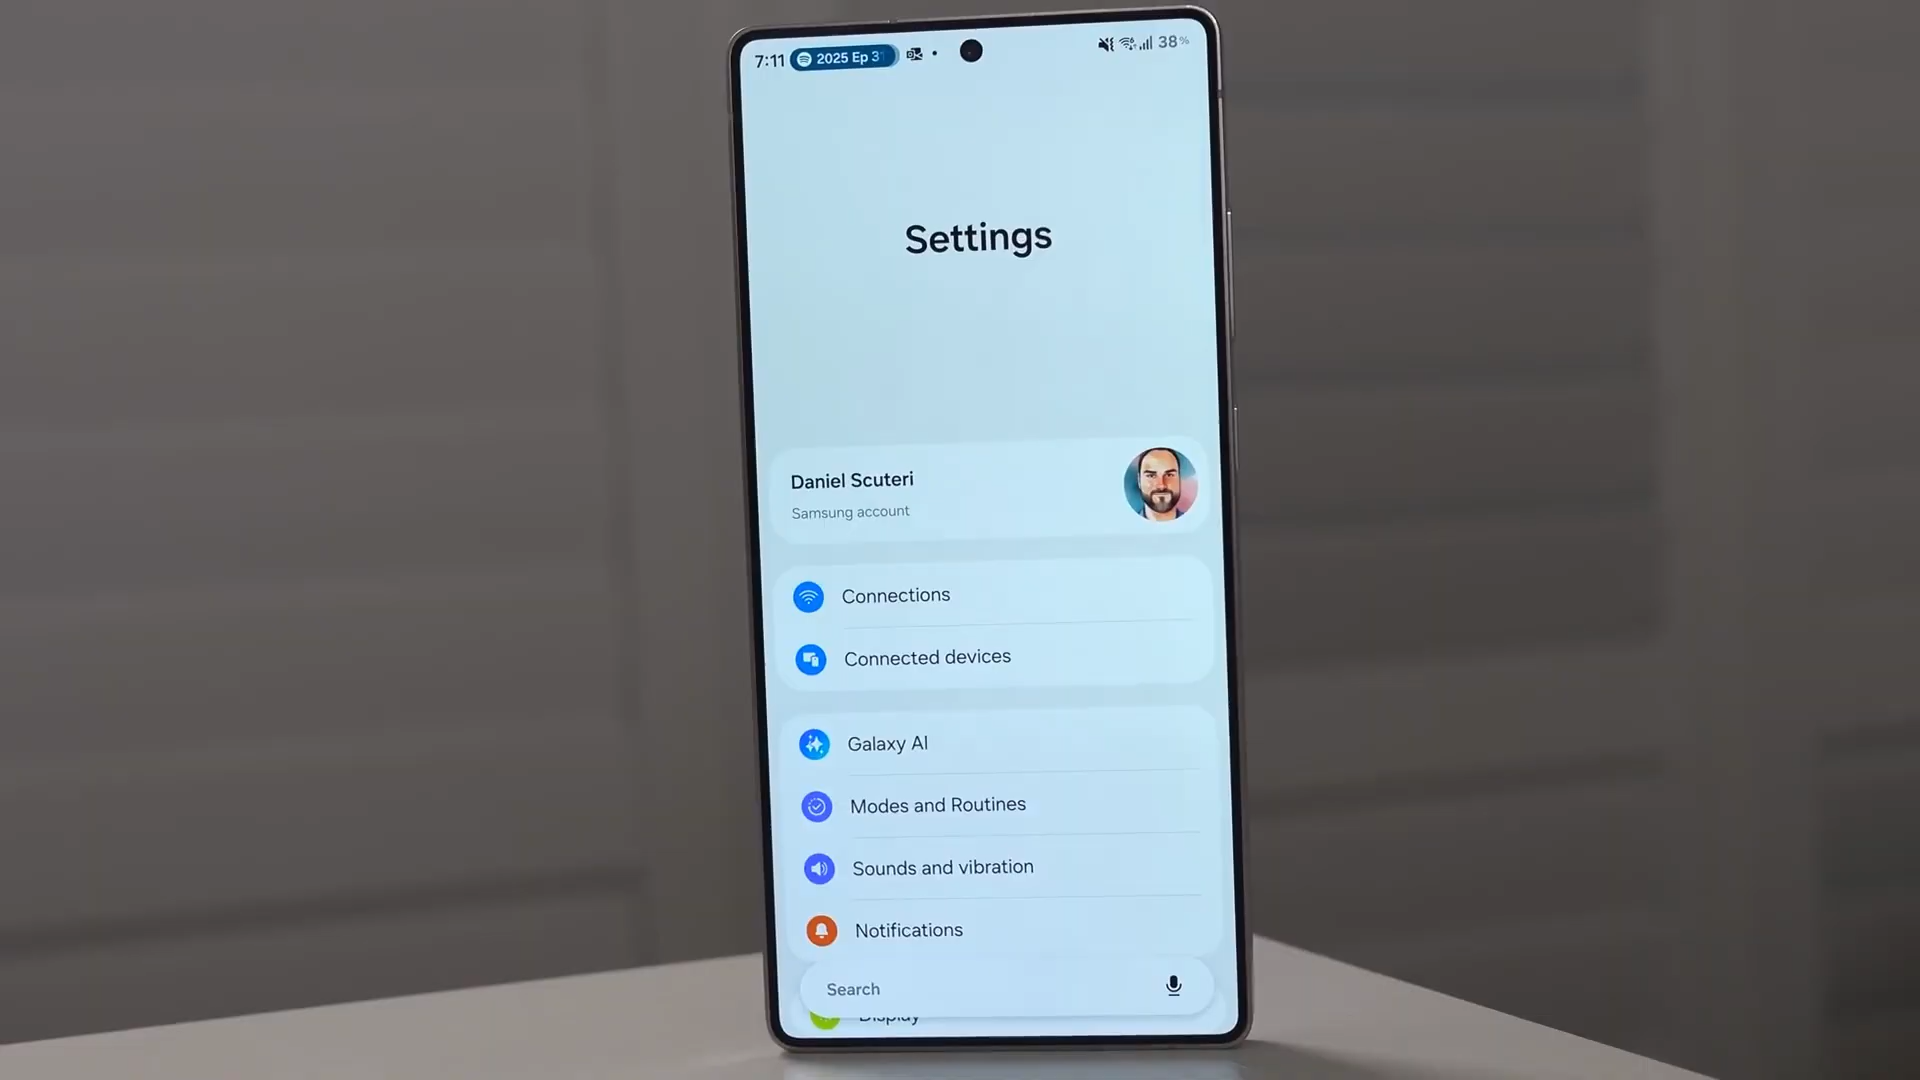 7:11 2025 Ep 3 38%
Settings
Daniel Scuteri
Samsung account
Connections
Connected devices
Galaxy AI
Modes and Routines
Sounds and vibration
Notifications
Search
Display